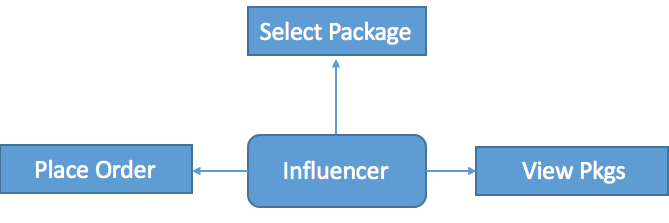 Select Package
Place Order
Influencer
View Pkgs